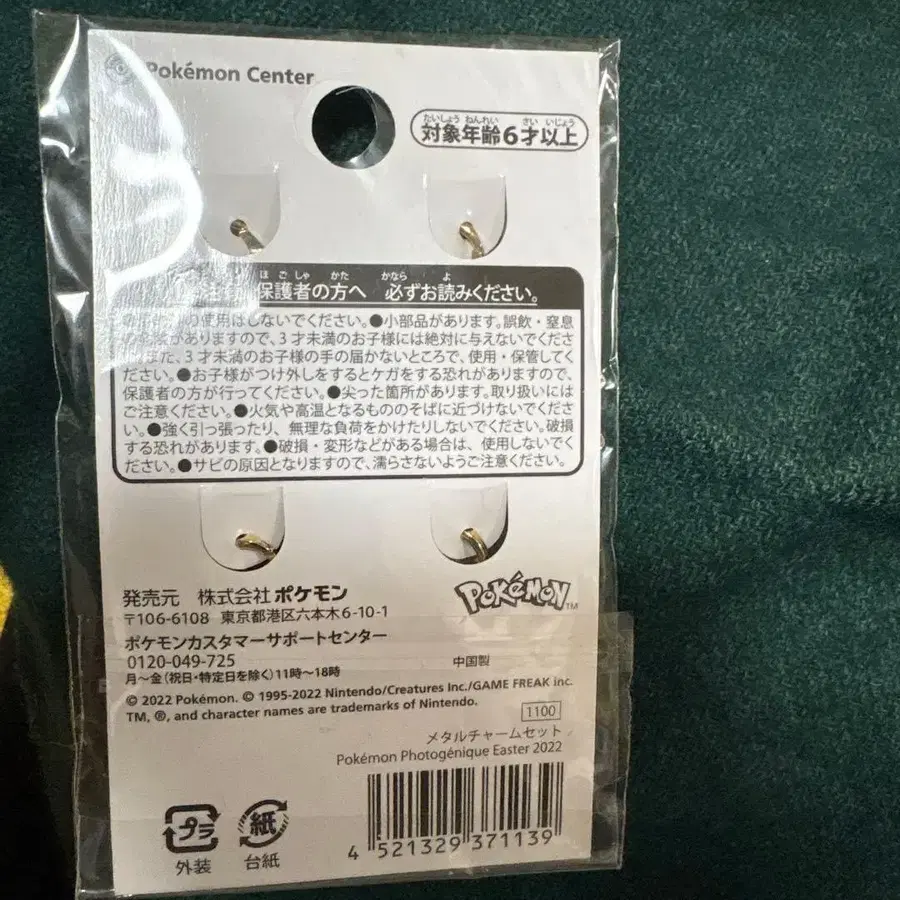 Pokémon Center
たいしょう ねんれい さい いじょう
対象年齢6才以上
ほごしゃ かた かなら よ
保護者の方へ 必ずお読みください。
の使用はしないでください。●小部品があります。誤飲・窒息
があります。3才未満のお子様には絶対に与えないでくださ
また、3才未満のお子様の手の届かないところで、使用・保管してく
ださい。●お子様がつけ外しをするとケガをする恐れがありますので、
保護者の方が行ってください。●尖った箇所があります。取り扱いには
ご注意ください。●火気や高温となるもののそばに近づけないでくださ
い。●強く引っ張ったり、無理な負荷をかけたりしないでください。破損
する恐れがあります。●破損・変形などがある場合は、使用しないでく
ださい。●サビの原因となりますので、濡らさないようご注意ください。
発売元 株式会社 ポケモン
〒106-6108 東京都港区六本木6-10-1
POKéMON TM
ポケモンカスタマーサポートセンター
0120-049-725
月～金(祝日・特定日を除く)11時～18時
中国製
© 2022 Pokémon. © 1995-2022 Nintendo/Creatures Inc./GAME FREAK inc.
TM, ®, and character names are trademarks of Nintendo.
1100
メタルチャームセット
Pokémon Photogénique Easter 2022
プラ
外装
紙
台紙
4 521329 371139